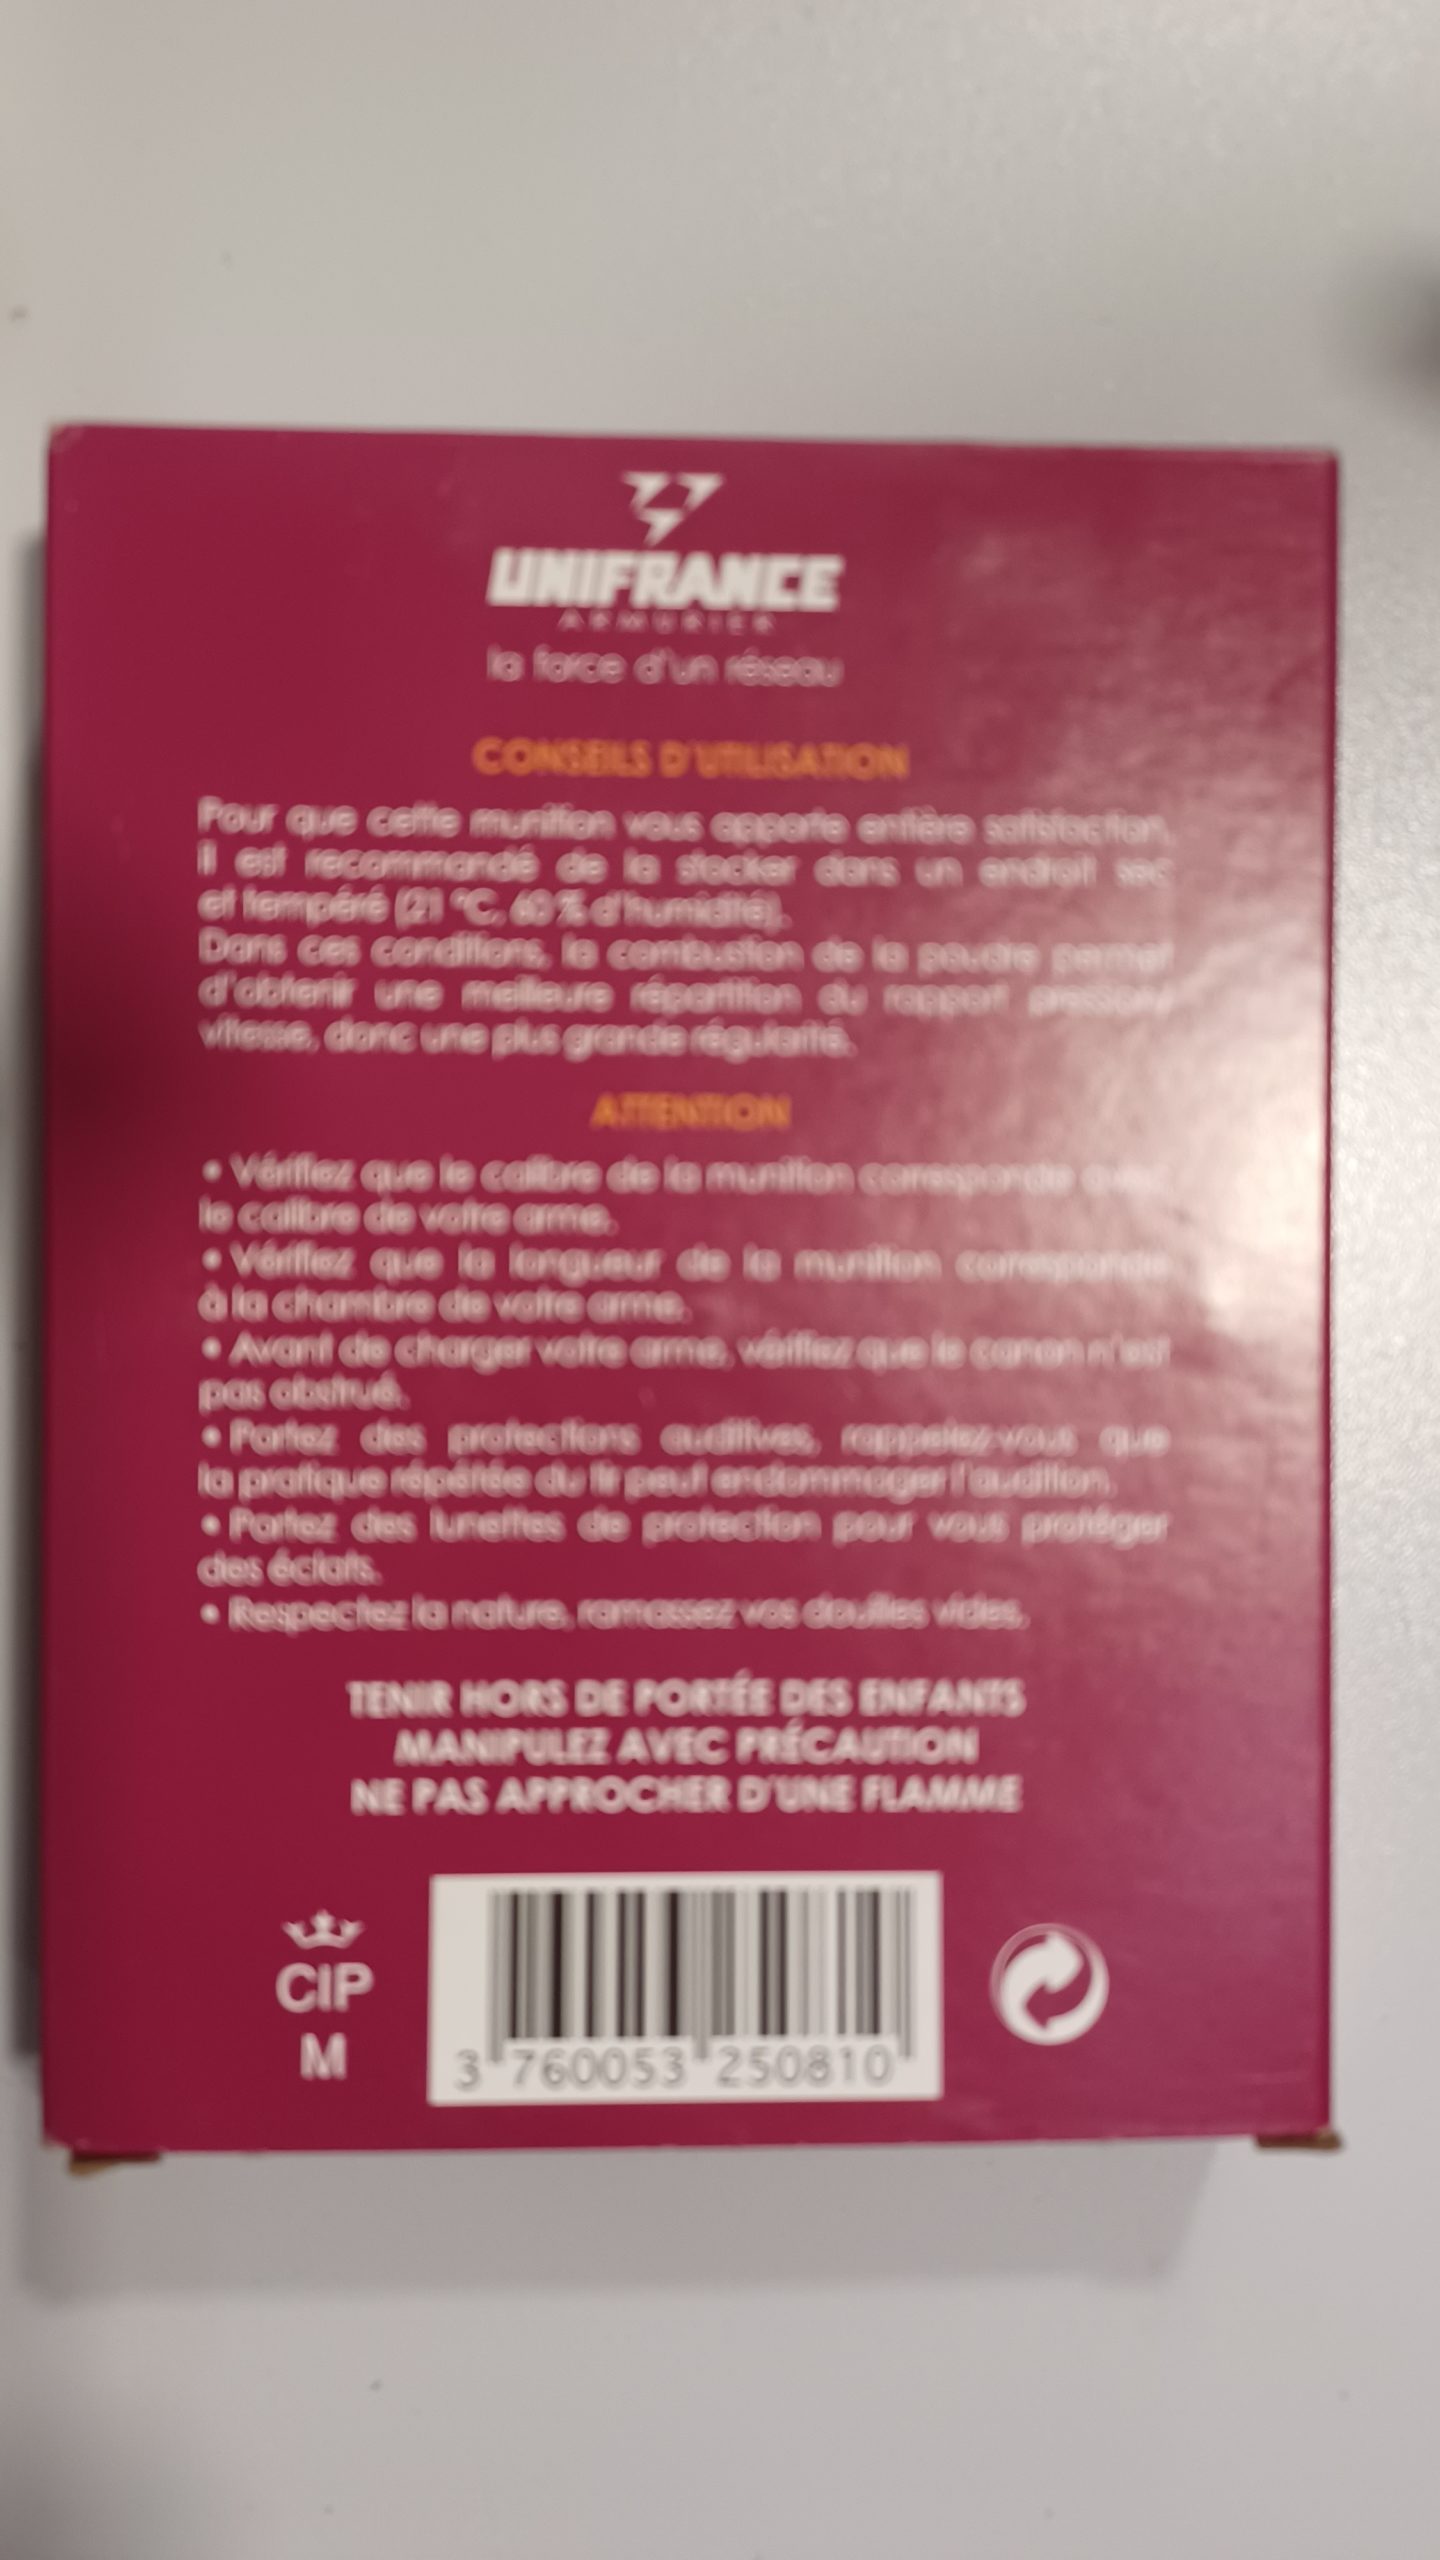 UNIFRANCE
ARMURIER
la force d'un réseau
CONSEILS D'UTILISATION
Pour que cette munition vous apporte entière satisfaction,
il est recommandé de la stocker dans un endroit sec
et tempéré (21 °C, 60 % d'humidité).
Dans ces conditions, la combustion de la poudre permet
d'obtenir une meilleure répartition du rapport pression/
vitesse, donc une plus grande régularité.
ATTENTION
• Vérifiez que le calibre de la munition corresponde avec
le calibre de votre arme.
• Vérifiez que la longueur de la munition corresponde
à la chambre de votre arme.
• Avant de charger votre arme, vérifiez que le canon n'est
pas obstrué.
• Portez des protections auditives, rappelez-vous que
la pratique répétée du tir peut endommager l'audition.
• Portez des lunettes de protection pour vous protéger
des éclats.
• Respectez la nature, ramassez vos douilles vides.
TENIR HORS DE PORTÉE DES ENFANTS
MANIPULEZ AVEC PRÉCAUTION
NE PAS APPROCHER D'UNE FLAMME
CIP
M
3 760053 250810